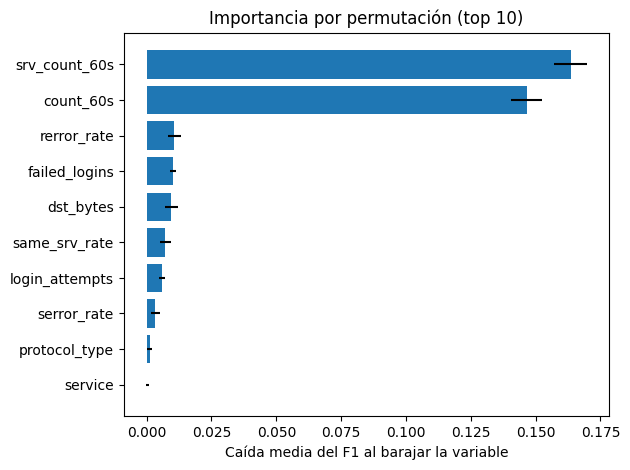 Importancia por permutación (top 10)
srv_count_60s
count_60s
rerror_rate
failed_logins
dst_bytes
same_srv_rate
login_attempts
serror_rate
protocol_type
service
0.000 0.025 0.050 0.075 0.100 0.125 0.150 0.175
Caída media del F1 al barajar la variable